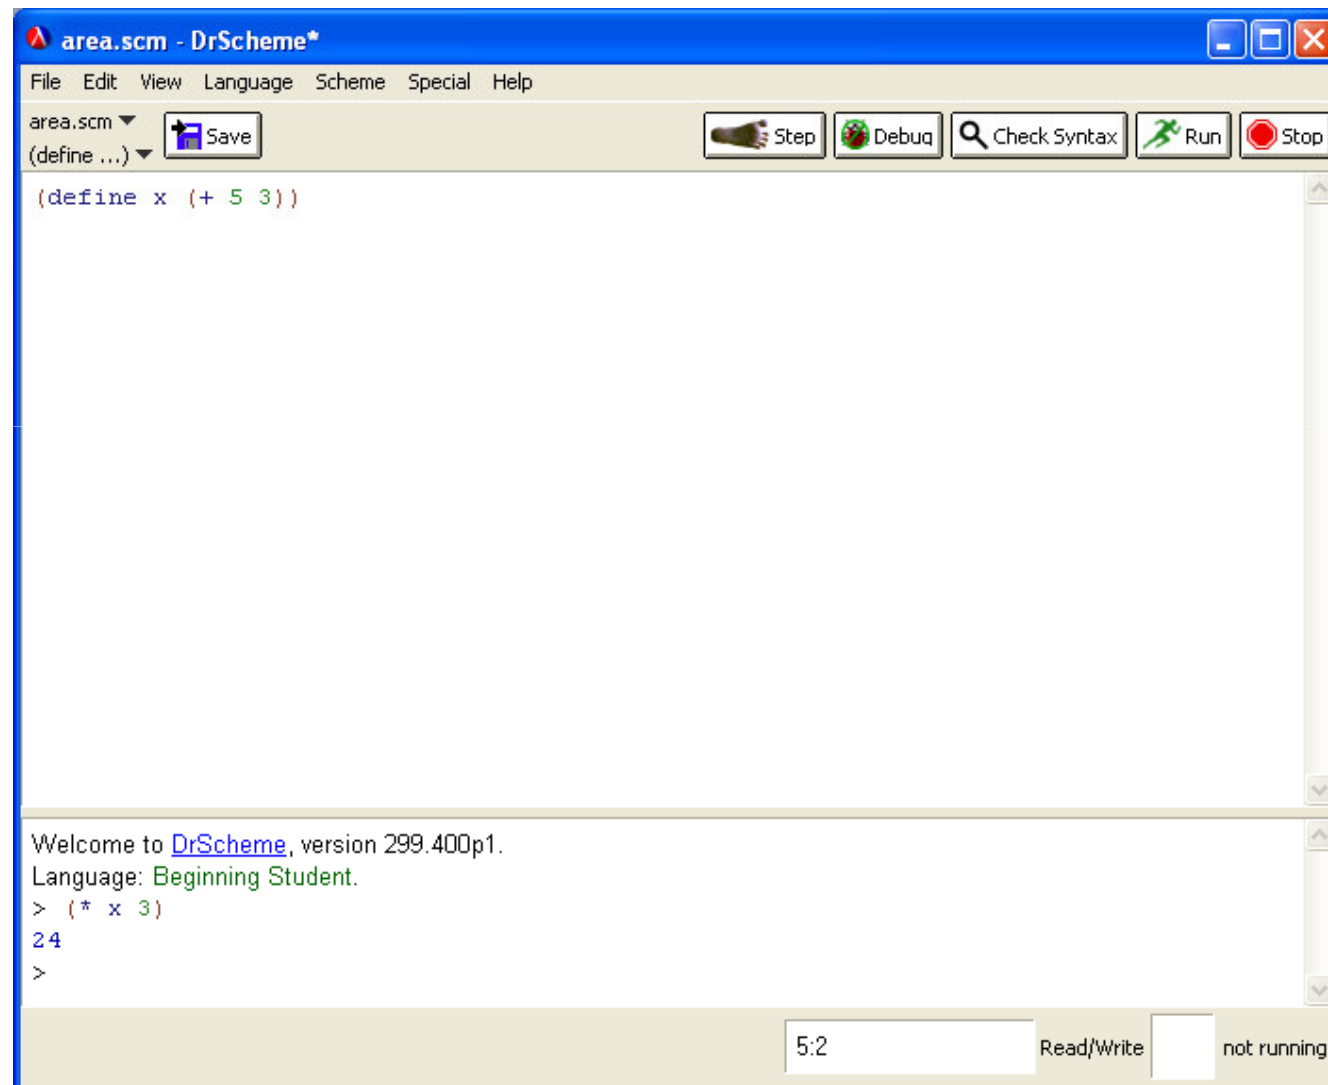 area.scm - DrScheme*
File Edit View Language Scheme Special Help
area.scm
(define ...)
Save
Step Debug Check Syntax Run Stop
(define x (+ 5 3))
Welcome to DrScheme, version 299.400p1.
Language: Beginning Student.
> (* x 3)
24
>
5:2 Read/Write not running